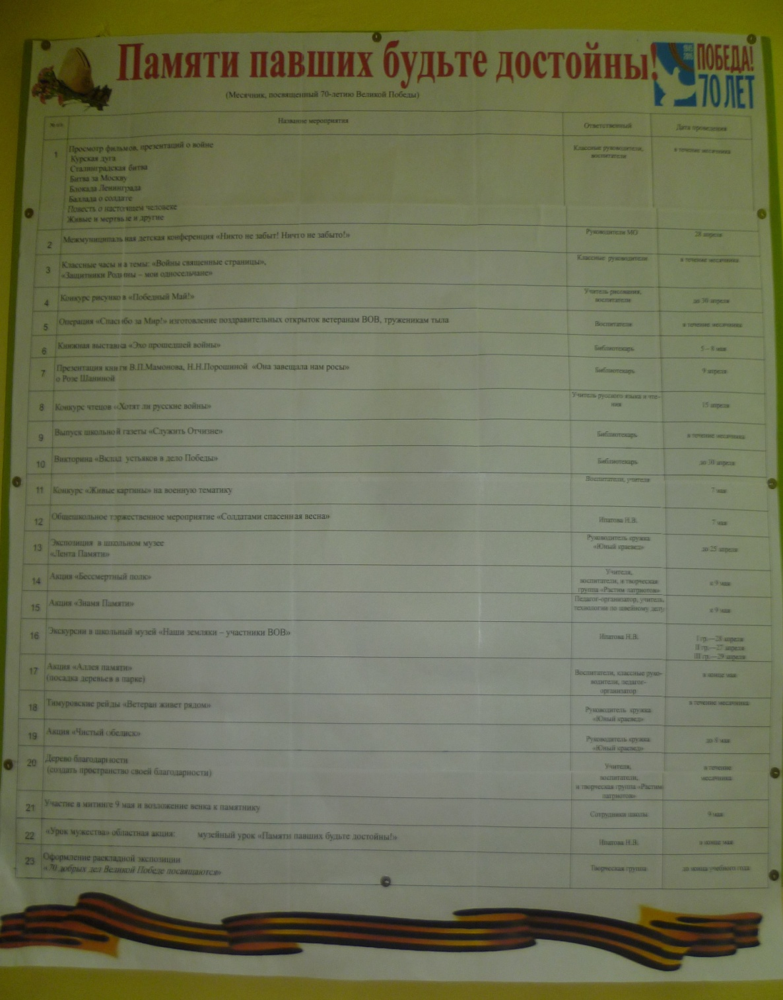 Памяти павших будьте достойны!
1945
2015
ПОБЕДА!
70 ЛЕТ
(Месячник, посвященный 70-летию Великой Победы)
№ п/п Название мероприятия Ответственный Дата проведения
1 Просмотр фильмов, презентаций о войне Классные руководители, в течение месячника
Курская дуга воспитатели
Сталинградская битва
Битва за Москву
Блокада Ленинграда
Баллада о солдате
Повесть о настоящем человеке
Живые и мертвые и другие
2 Межмуниципальная детская конференция «Никто не забыт! Ничто не забыто!» Руководители МО 28 апреля
3 Классные часы на темы: «Войны священные страницы», Классные руководители в течение месячника
«Защитники Родины – мои односельчане»
4 Конкурс рисунков «Победный Май!» Учитель рисования, до 30 апреля
воспитатели
5 Операция «Спасибо за Мир!» изготовление поздравительных открыток ветеранам ВОВ, труженикам тыла Воспитатели в течение месячника
6 Книжная выставка «Эхо прошедшей войны» Библиотекарь 5 – 8 мая
7 Презентация книги В.П.Мамонова, Н.Н.Порошиной «Она завещала нам росы» Библиотекарь 9 апреля
о Розе Шаниной
8 Конкурс чтецов «Хотят ли русские войны» Учитель русского языка и чте- 15 апреля
ния
9 Выпуск школьной газеты «Служить Отчизне» Библиотекарь в течение месячника
10 Викторина «Вклад устьяков в дело Победы» Библиотекарь до 30 апреля
11 Конкурс «Живые картины» на военную тематику Воспитатели, учителя 7 мая
12 Общешкольное торжественное мероприятие «Солдатами спасенная весна» Ипатова Н.В. 7 мая
13 Экспозиция в школьном музее Руководитель кружка до 25 апреля
«Лента Памяти» «Юный краевед»
14 Акция «Бессмертный полк» Учителя, к 9 мая
воспитатели, и творческая
группа «Растим патриотов»
15 Акция «Знамя Памяти» Педагог-организатор, учитель к 9 мая
технологии по швейному делу
16 Экскурсии в школьный музей «Наши земляки – участники ВОВ» Ипатова Н.В. I гр.—28 апреля
II гр.—27 апреля
III гр.—29 апреля
17 Акция «Аллея памяти» Воспитатели, классные руко- в конце мая
(посадка деревьев в парке) водители, педагог-
организатор
18 Тимуровские рейды «Ветеран живет рядом» Руководитель кружка в течение месячника
«Юный краевед»
19 Акция «Чистый обелиск» Руководитель кружка до 8 мая
«Юный краевед»
20 Дерево благодарности Учителя, в течение
(создать пространство своей благодарности) воспитатели, месячника
и творческая группа «Растим
патриотов»
21 Участие в митинге 9 мая и возложение венка к памятнику Сотрудники школы 9 мая
22 «Урок мужества» областная акция: музейный урок «Памяти павших будьте достойны!» Ипатова Н.В. в конце мая
23 Оформление раскладной экспозиции Творческая группа до конца учебного года
«70 добрых дел Великой Победе посвящаются»